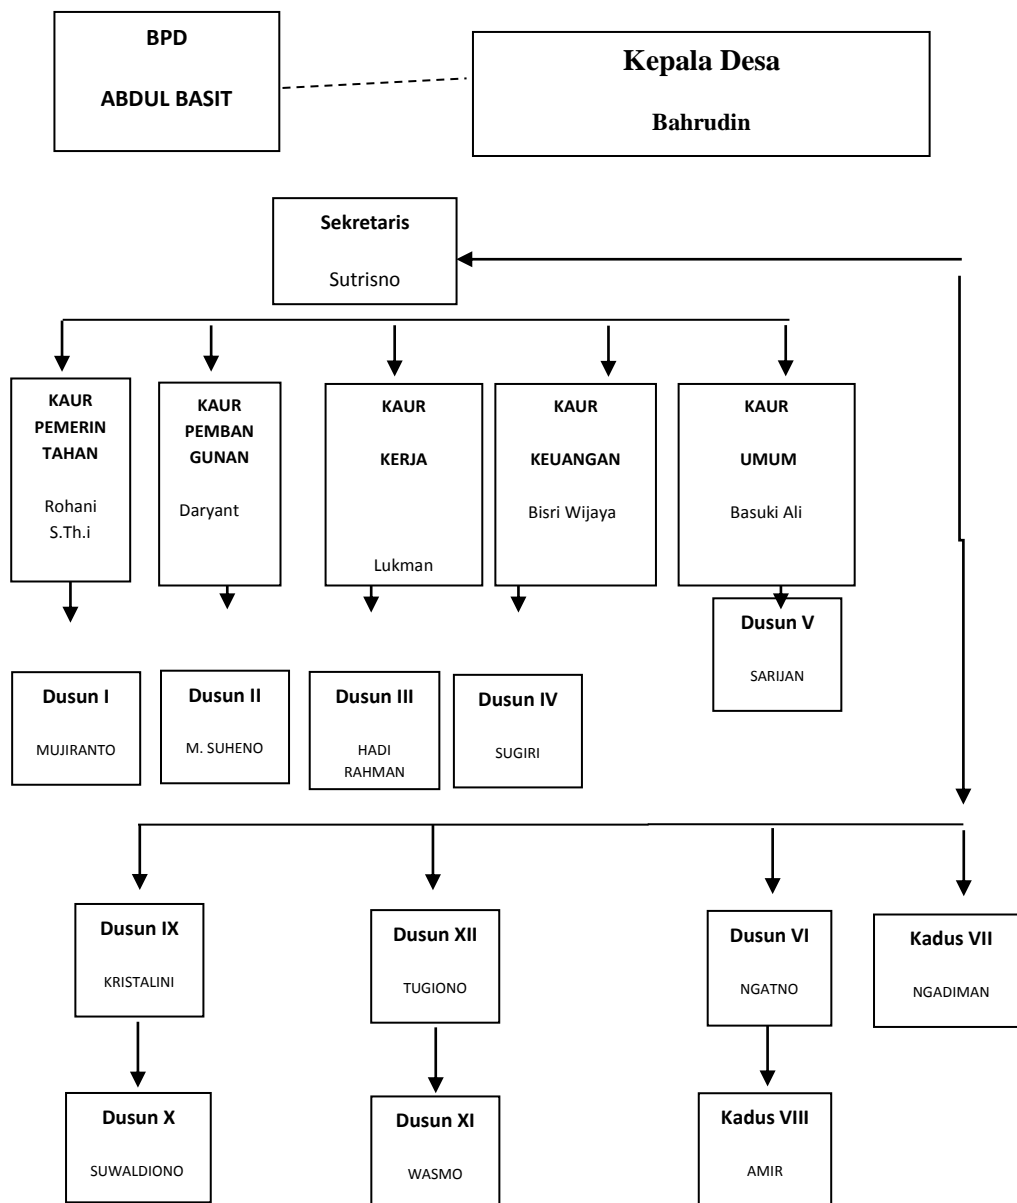 BPD
ABDUL BASIT
Kepala Desa
Bahrudin
Sekretaris
Sutrisno
KAUR
PEMERIN
TAHAN
Rohani
S.Th.i
KAUR
PEMBAN
GUNAN
Daryant
KAUR
KERJA
Lukman
KAUR
KEUANGAN
Bisri Wijaya
KAUR
UMUM
Basuki Ali
Dusun V
SARIJAN
Dusun I
MUJIRANTO
Dusun II
M. SUHENO
Dusun III
HADI
RAHMAN
Dusun IV
SUGIRI
Dusun IX
KRISTALINI
Dusun XII
TUGIONO
Dusun VI
NGATNO
Kadus VII
NGADIMAN
Dusun X
SUWALDIONO
Dusun XI
WASMO
Kadus VIII
AMIR